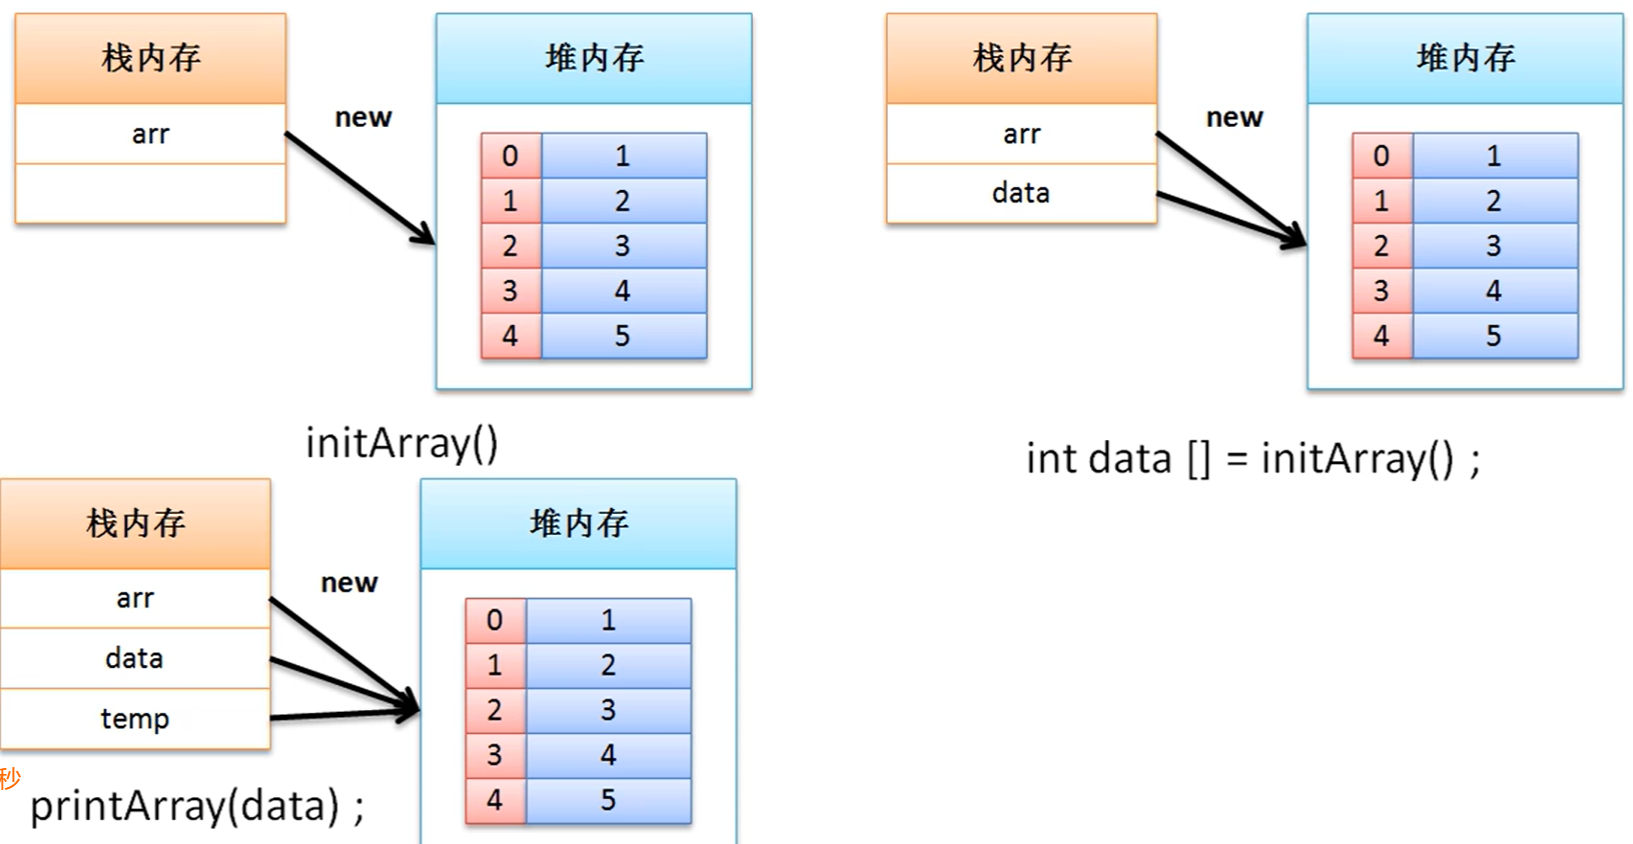 栈内存
arr
new
堆内存
0 1
1 2
2 3
3 4
4 5
initArray()
栈内存
arr
data
new
堆内存
0 1
1 2
2 3
3 4
4 5
int data [] = initArray() ;
栈内存
arr
data
temp
new
堆内存
0 1
1 2
2 3
3 4
4 5
秒
printArray(data) ;